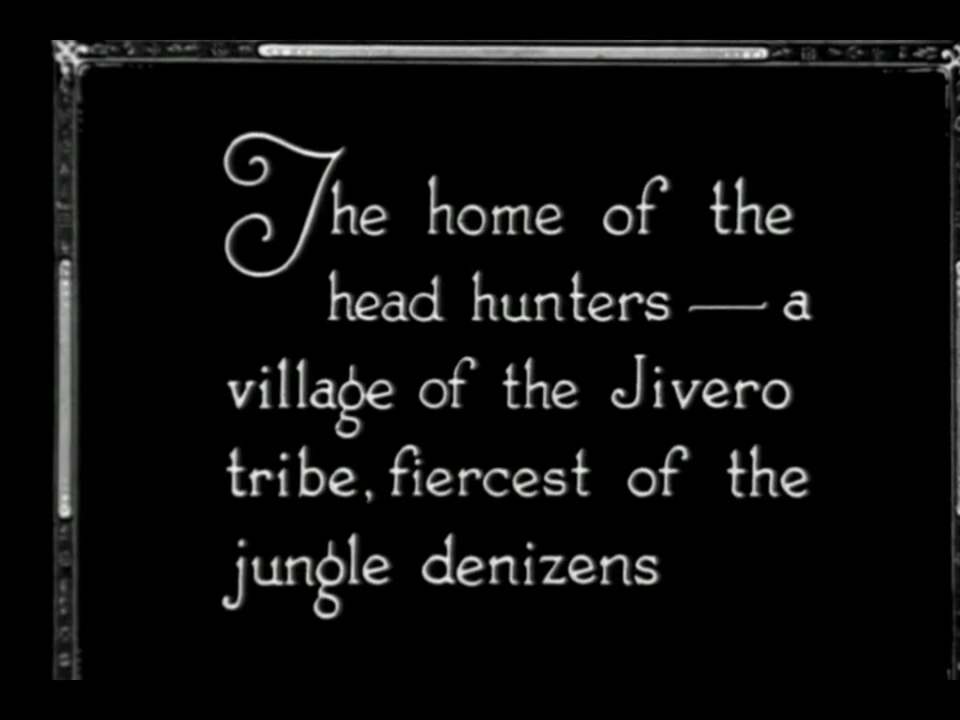 The home of the
head hunters — a
village of the Jivero
tribe, fiercest of the
jungle denizens